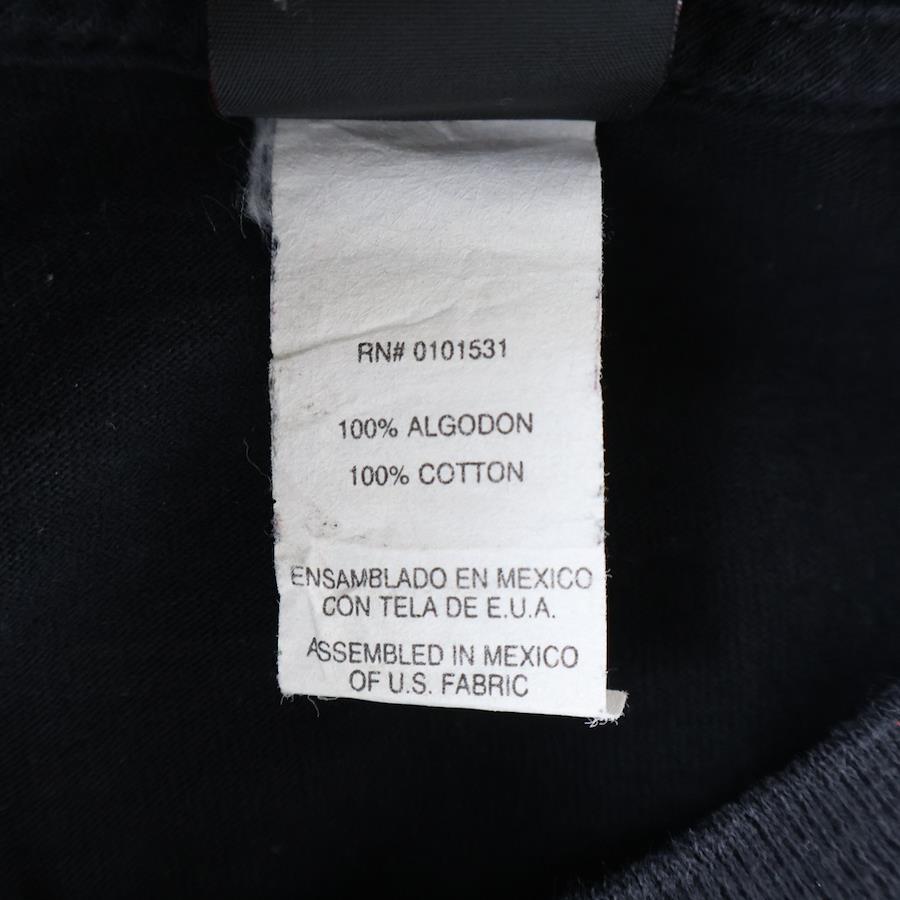 RN# 0101531
100% ALGODON
100% COTTON
ENSAMBLADO EN MEXICO
CON TELA DE E.U.A.
ASSEMBLED IN MEXICO
OF U.S. FABRIC